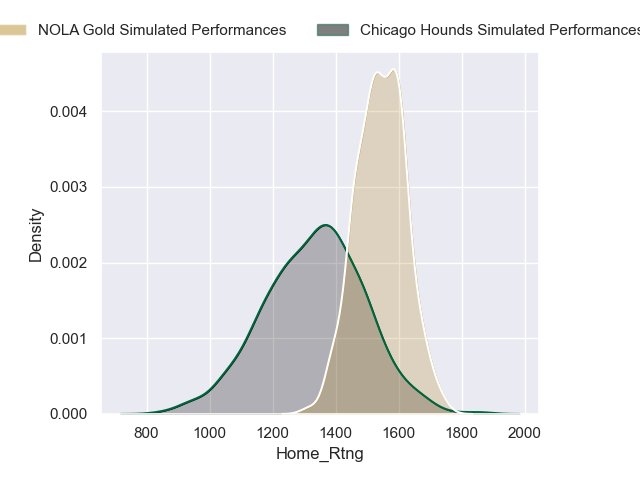 NOLA Gold Simulated Performances Chicago Hounds Simulated Performances
0.004
0.003
0.002
0.001
0.000
Density
800 1000 1200 1400 1600 1800 2000
Home_Rtng